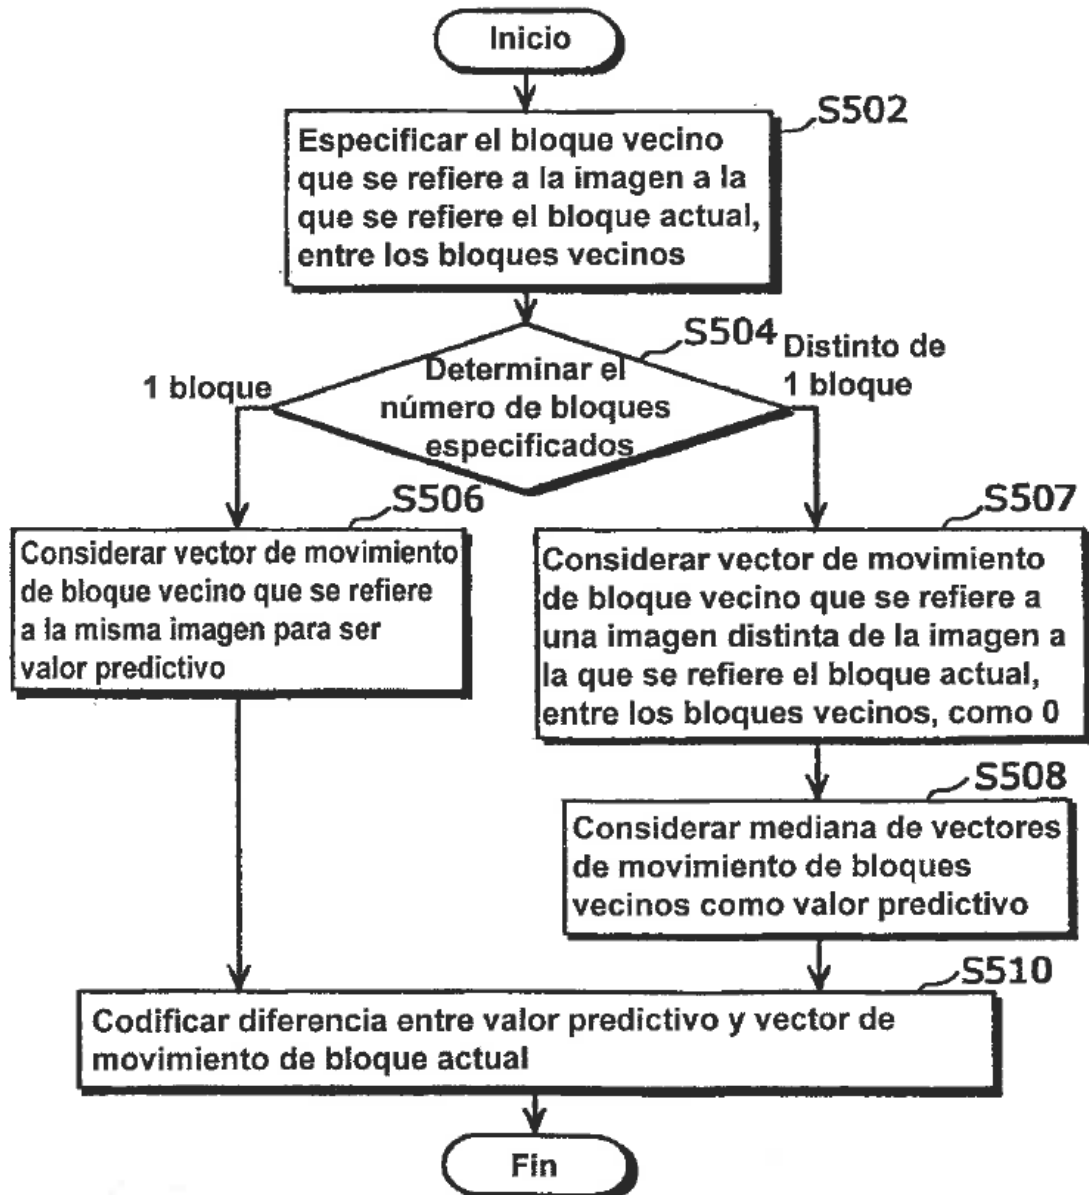 Inicio
S502
Especificar el bloque vecino
que se refiere a la imagen a la
que se refiere el bloque actual,
entre los bloques vecinos
S504
Distinto de
1 bloque
1 bloque
Determinar el
número de bloques
especificados
S506
Considerar vector de movimiento
de bloque vecino que se refiere
a la misma imagen para ser
valor predictivo
S507
Considerar vector de movimiento
de bloque vecino que se refiere a
una imagen distinta de la imagen a
la que se refiere el bloque actual,
entre los bloques vecinos, como 0
S508
Considerar mediana de vectores
de movimiento de bloques
vecinos como valor predictivo
S510
Codificar diferencia entre valor predictivo y vector de
movimiento de bloque actual
Fin